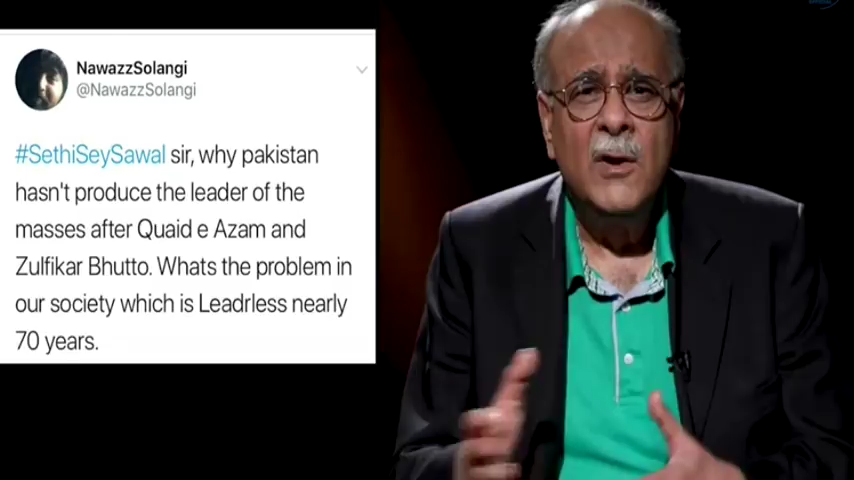 NawazzSolangi
@NawazzSolangi
#SethiSeySawal sir, why pakistan
hasn't produce the leader of the
masses after Quaid e Azam and
Zulfikar Bhutto. Whats the problem in
our society which is Leadrless nearly
70 years.